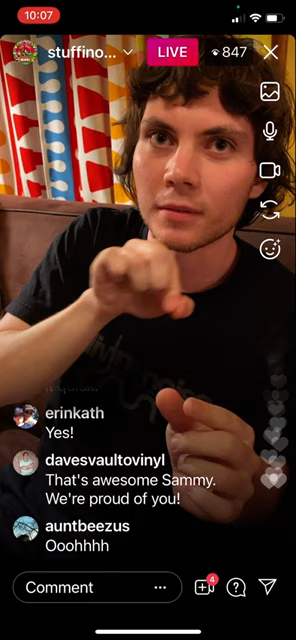 10:07
stuffino...
LIVE
847
erinkath
Yes!
davesvaultovinyl
That's awesome Sammy.
We're proud of you!
auntbeezus
Ooohhhh
Comment
4